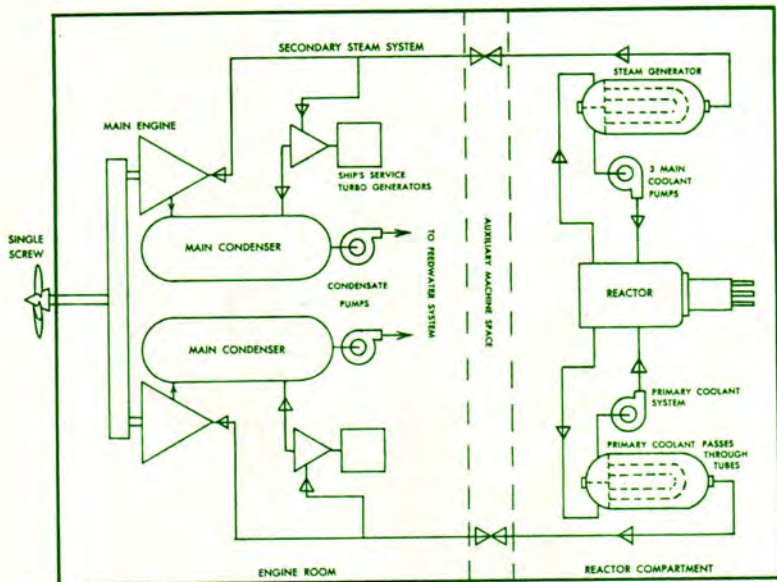 SECONDARY STEAM SYSTEM
STEAM GENERATOR
MAIN ENGINE
SHIP'S SERVICE
TURBO GENERATORS
3 MAIN
COOLANT
PUMPS
SINGLE
SCREW
MAIN CONDENSER
TO FEEDWATER SYSTEM
AUXILIARY MACHINE SPACE
CONDENSATE
PUMPS
REACTOR
MAIN CONDENSER
PRIMARY COOLANT
SYSTEM
PRIMARY COOLANT PASSES
THROUGH
TUBES
ENGINE ROOM
REACTOR COMPARTMENT